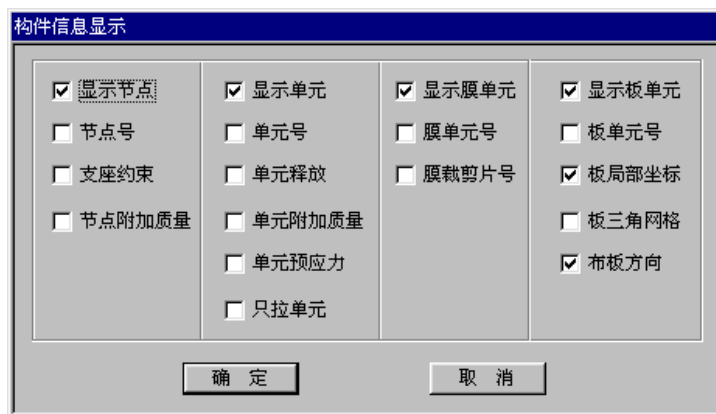 构件信息显示
显示节点
节点号
支座约束
节点附加质量
显示单元
单元号
单元释放
单元附加质量
单元预应力
只拉单元
显示膜单元
膜单元号
膜裁剪片号
显示板单元
板单元号
板局部坐标
板三角网格
布板方向
确 定
取 消